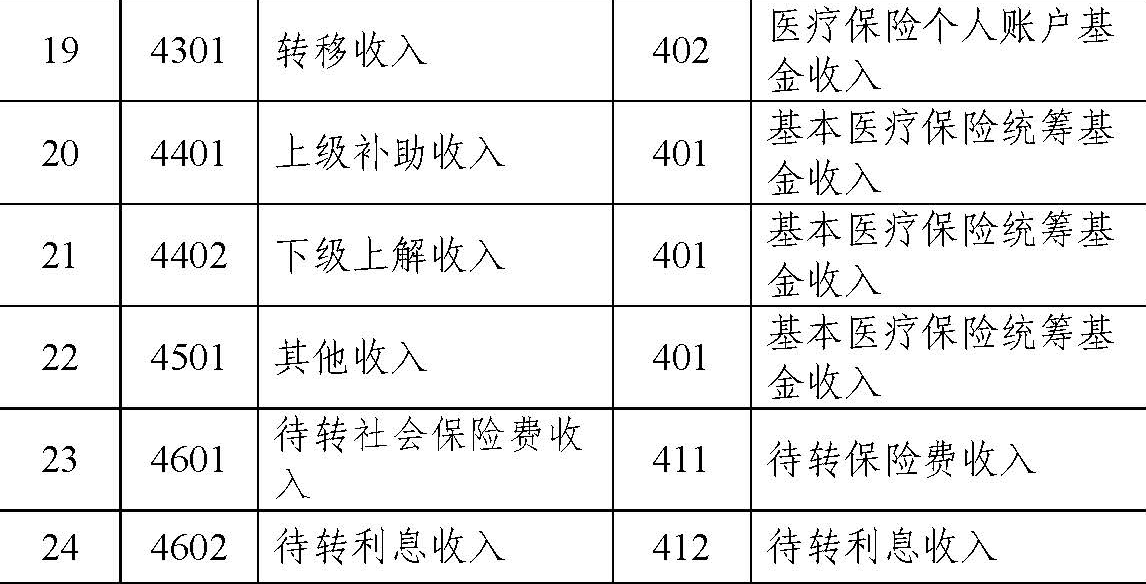 19 4301 转移收入 402 医疗保险个人账户基
金收入
20 4401 上级补助收入 401 基本医疗保险统筹基
金收入
21 4402 下级上解收入 401 基本医疗保险统筹基
金收入
22 4501 其他收入 401 基本医疗保险统筹基
金收入
23 4601 待转社会保险费收
入 411 待转保险费收入
24 4602 待转利息收入 412 待转利息收入